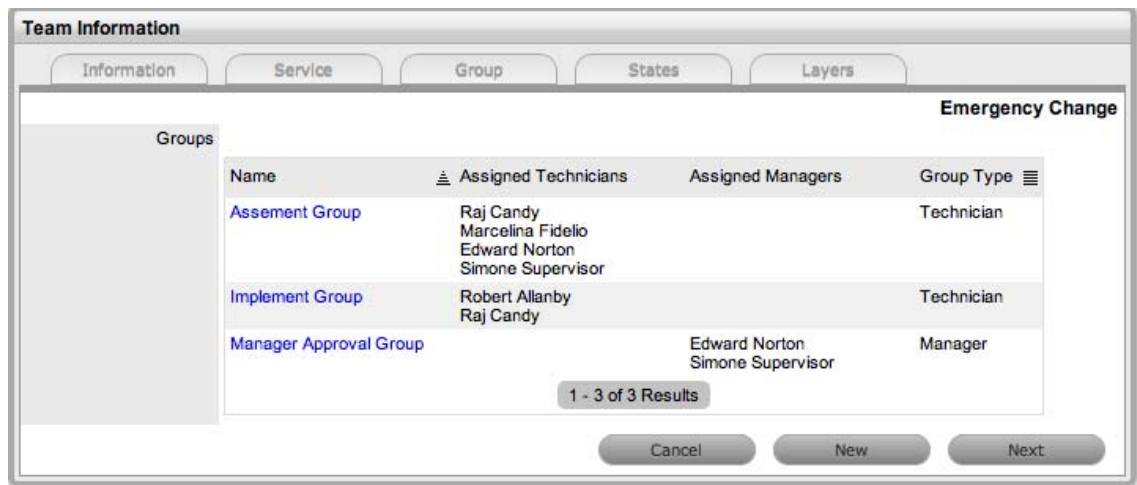 Team Information
Information Service Group States Layers
Emergency Change
Groups
Name Assigned Technicians Assigned Managers Group Type
Assement Group Raj Candy Technician
Marcelina Fidelio
Edward Norton
Simone Supervisor
Implement Group Robert Allanby Technician
Raj Candy
Manager Approval Group Edward Norton Manager
Simone Supervisor
1 - 3 of 3 Results
Cancel New Next